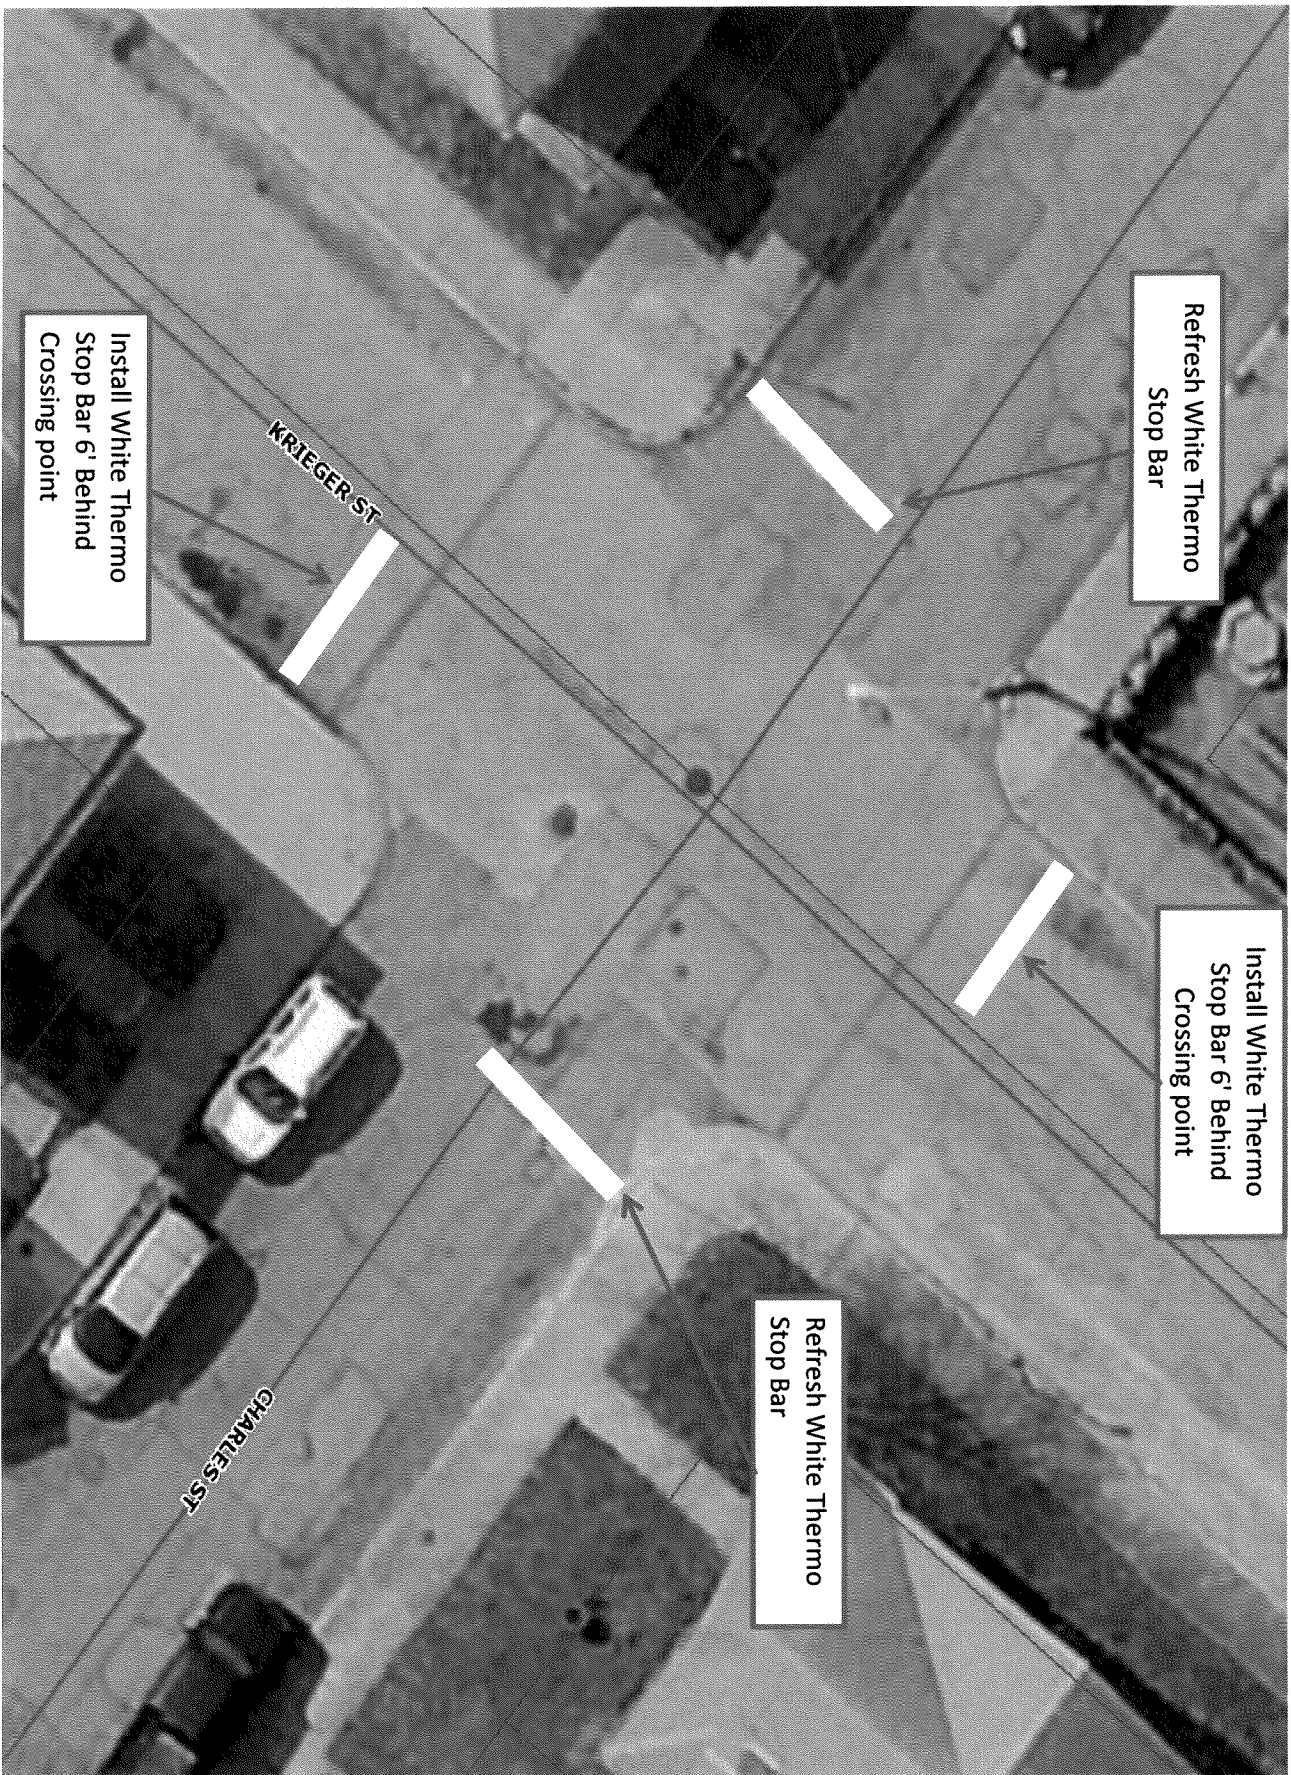 Refresh White Thermo
Stop Bar
Install White Thermo
Stop Bar 6' Behind
Crossing point
Refresh White Thermo
Stop Bar
KRIEGER ST
CHARLES ST
Install White Thermo
Stop Bar 6' Behind
Crossing point